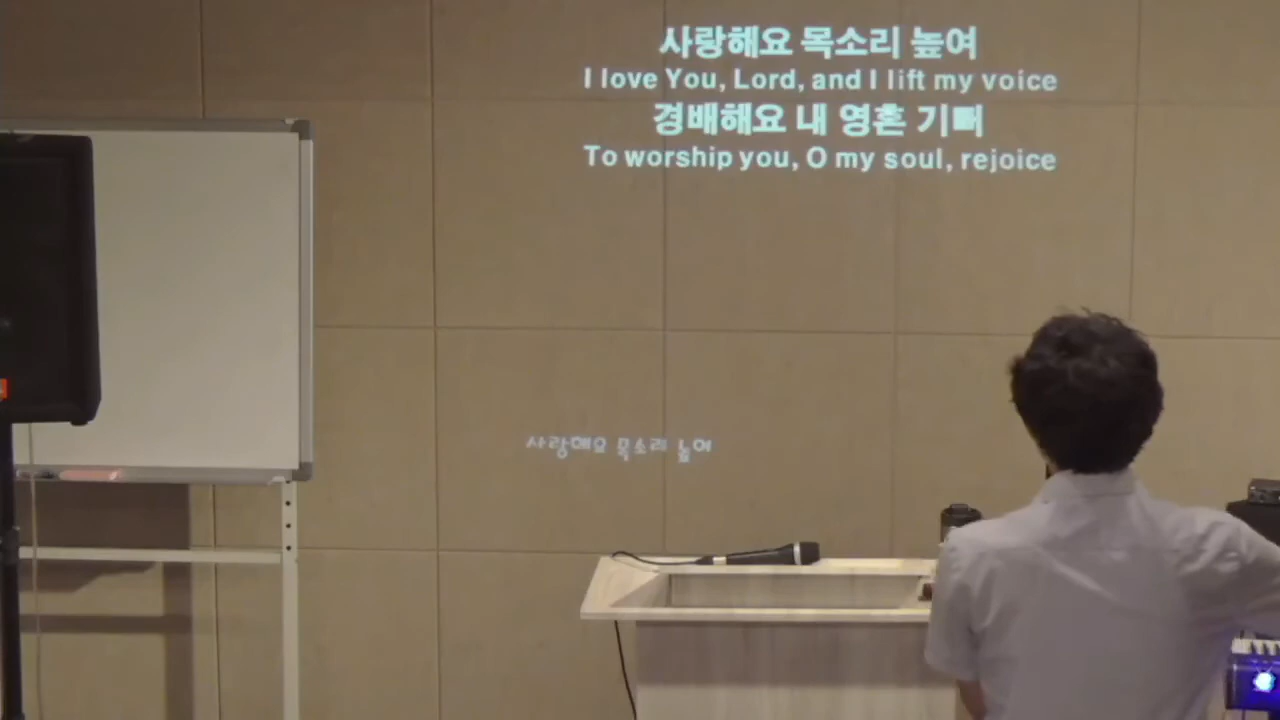 사랑해요 목소리 높여
I love You, Lord, and I lift my voice
경배해요 내 영혼 기뻐
To worship you, O my soul, rejoice
사랑해요 목소리 높여